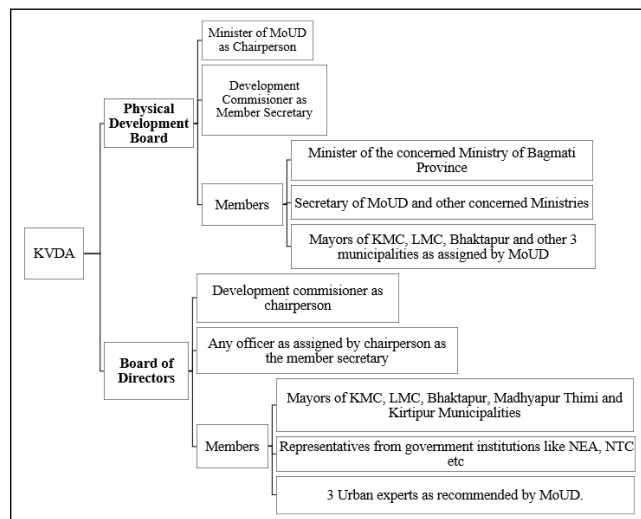 KVDA
Physical
Development
Board
Minister of MoUD
as Chairperson
Development
Commisioner as
Member Secretary
Members
Minister of the concerned Ministry of Bagmati
Province
Secretary of MoUD and other concerned Ministries
Mayors of KMC, LMC, Bhaktapur and other 3
municipalities as assigned by MoUD
Board of
Directors
Development commisioner as
chairperson
Any officer as assigned by chairperson as
the member secretary
Members
Mayors of KMC, LMC, Bhaktapur, Madhyapur Thimi and
Kirtipur Municipalities
Representatives from government institutions like NEA, NTC
etc
3 Urban experts as recommended by MoUD.